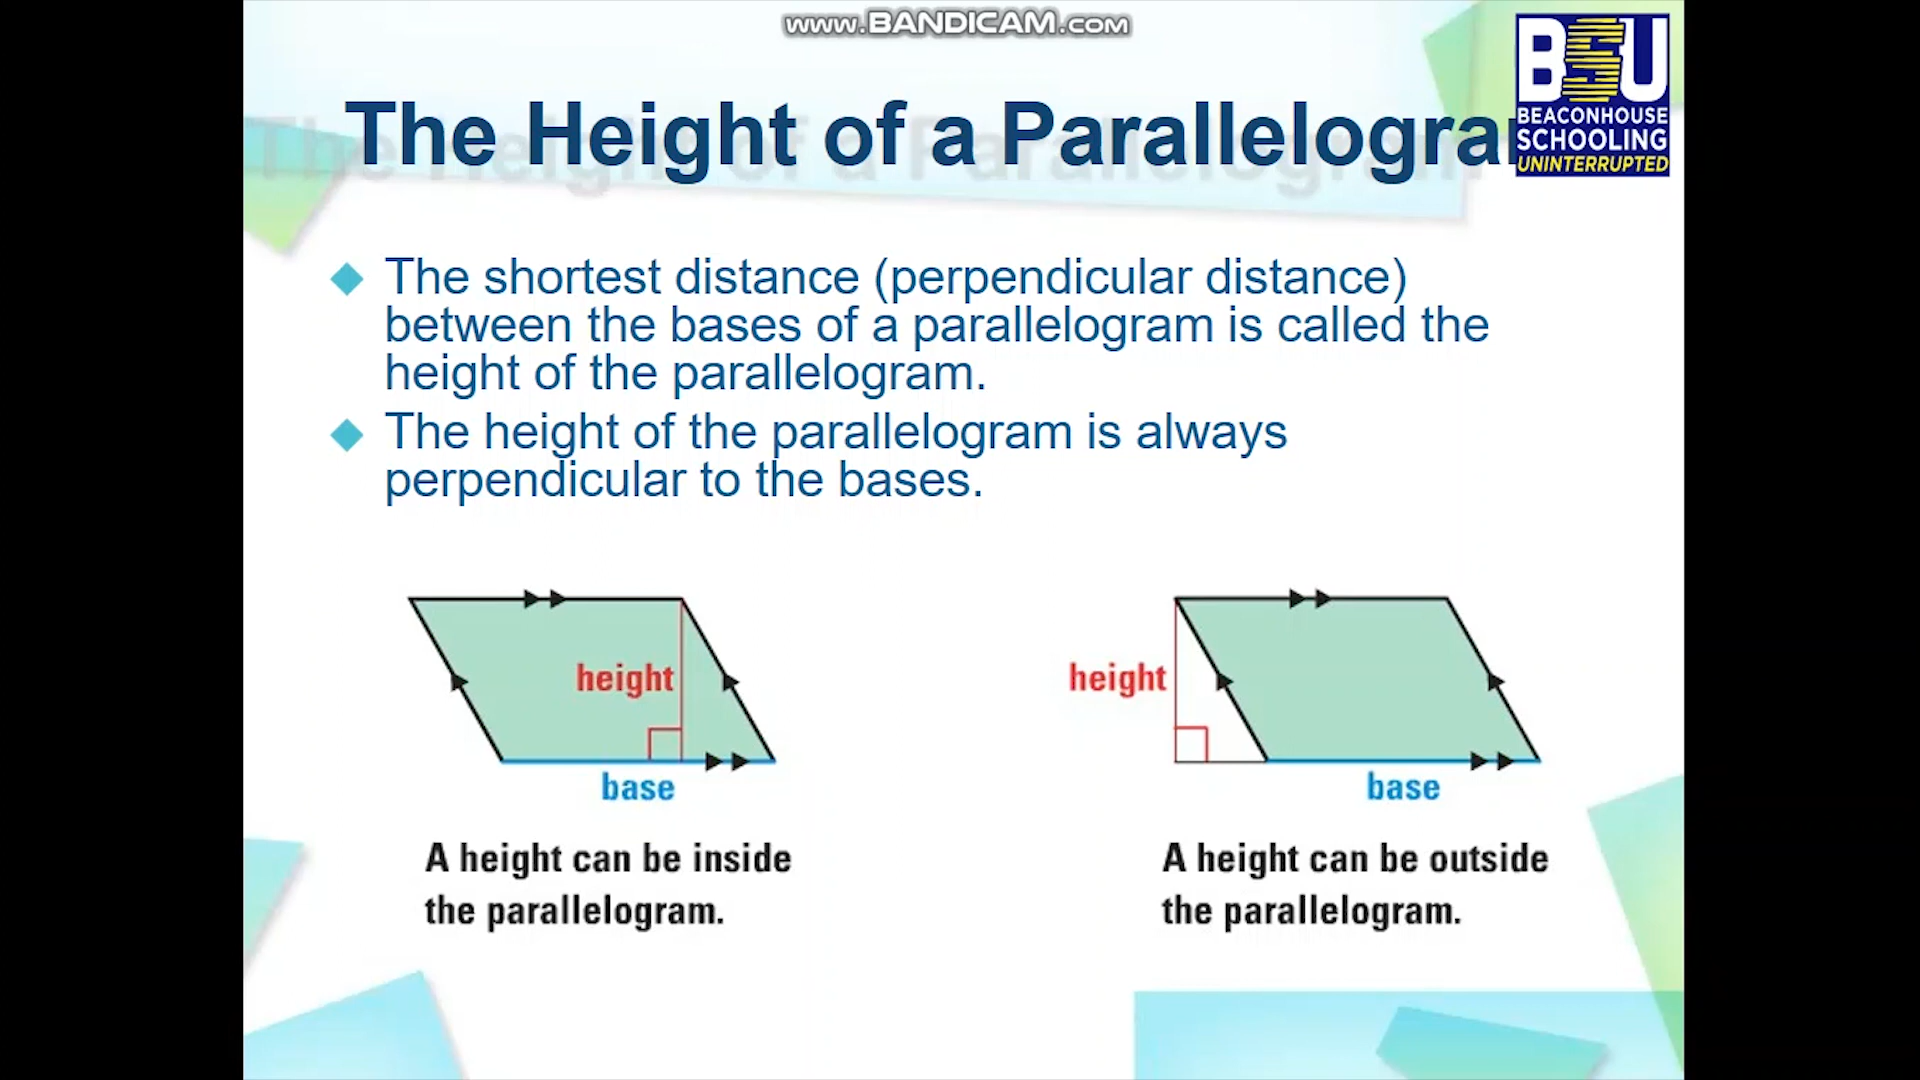 www.BANDICAM.com
The Height of a Parallelogra
BSU
BEACONHOUSE
SCHOOLING
UNINTERRUPTED
The shortest distance (perpendicular distance)
between the bases of a parallelogram is called the
height of the parallelogram.
The height of the parallelogram is always
perpendicular to the bases.
height
base
A height can be inside
the parallelogram.
height
base
A height can be outside
the parallelogram.